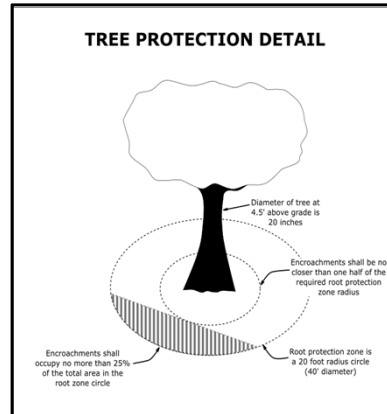 TREE PROTECTION DETAIL
Diameter of tree at
4.5' above grade is
20 inches
Encroachments shall be no
closer than one half of the
required root protection
zone radius
Encroachments shall
occupy no more than 25%
of the total area in the
root zone circle
Root protection zone is
a 20 foot radius circle
(40' diameter)